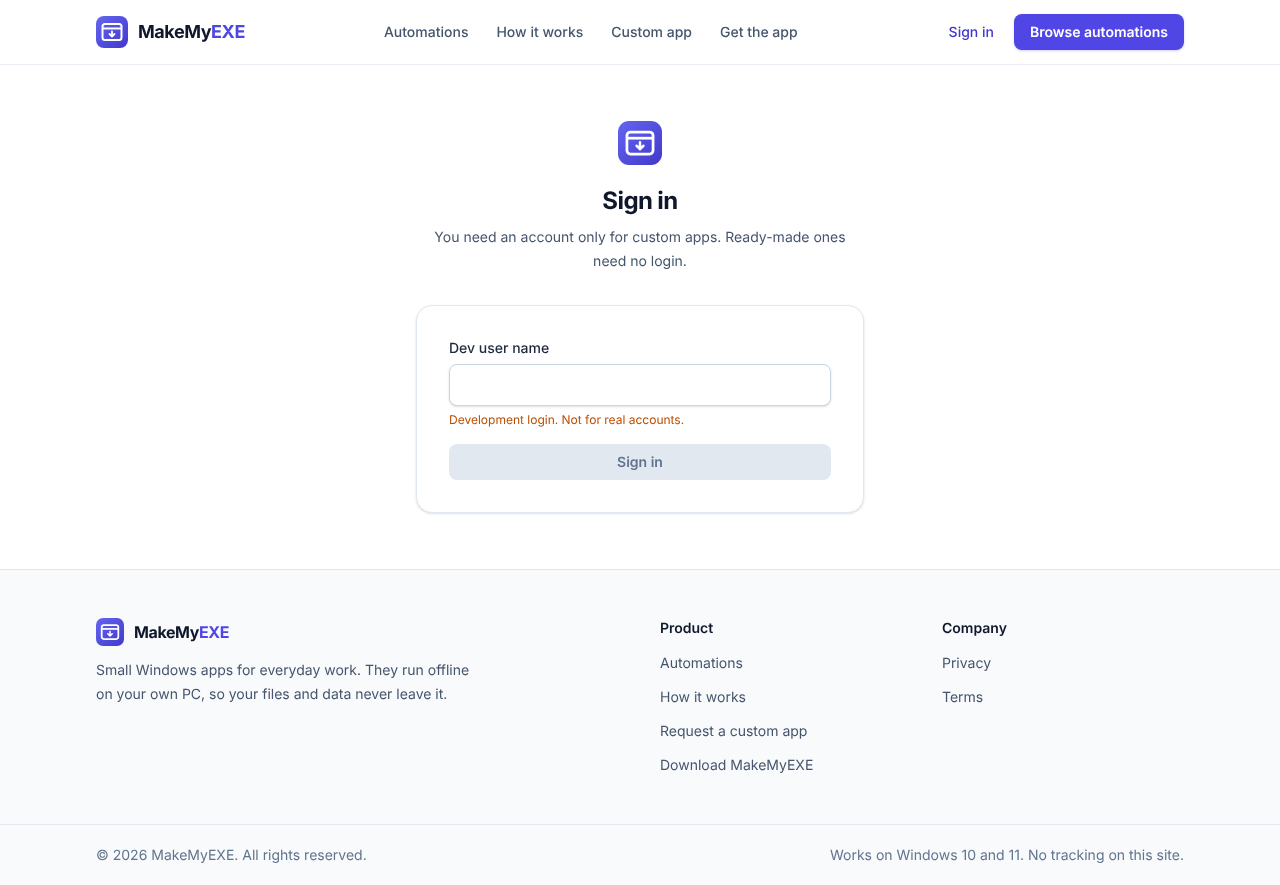 MakeMyEXE
Automations
How it works
Custom app
Get the app
Sign in
Browse automations
Sign in
You need an account only for custom apps. Ready-made ones
need no login.
Dev user name
Development login. Not for real accounts.
Sign in
MakeMyEXE
Small Windows apps for everyday work. They run offline
on your own PC, so your files and data never leave it.
Product
Automations
How it works
Request a custom app
Download MakeMyEXE
Company
Privacy
Terms
© 2026 MakeMyEXE. All rights reserved.
Works on Windows 10 and 11. No tracking on this site.